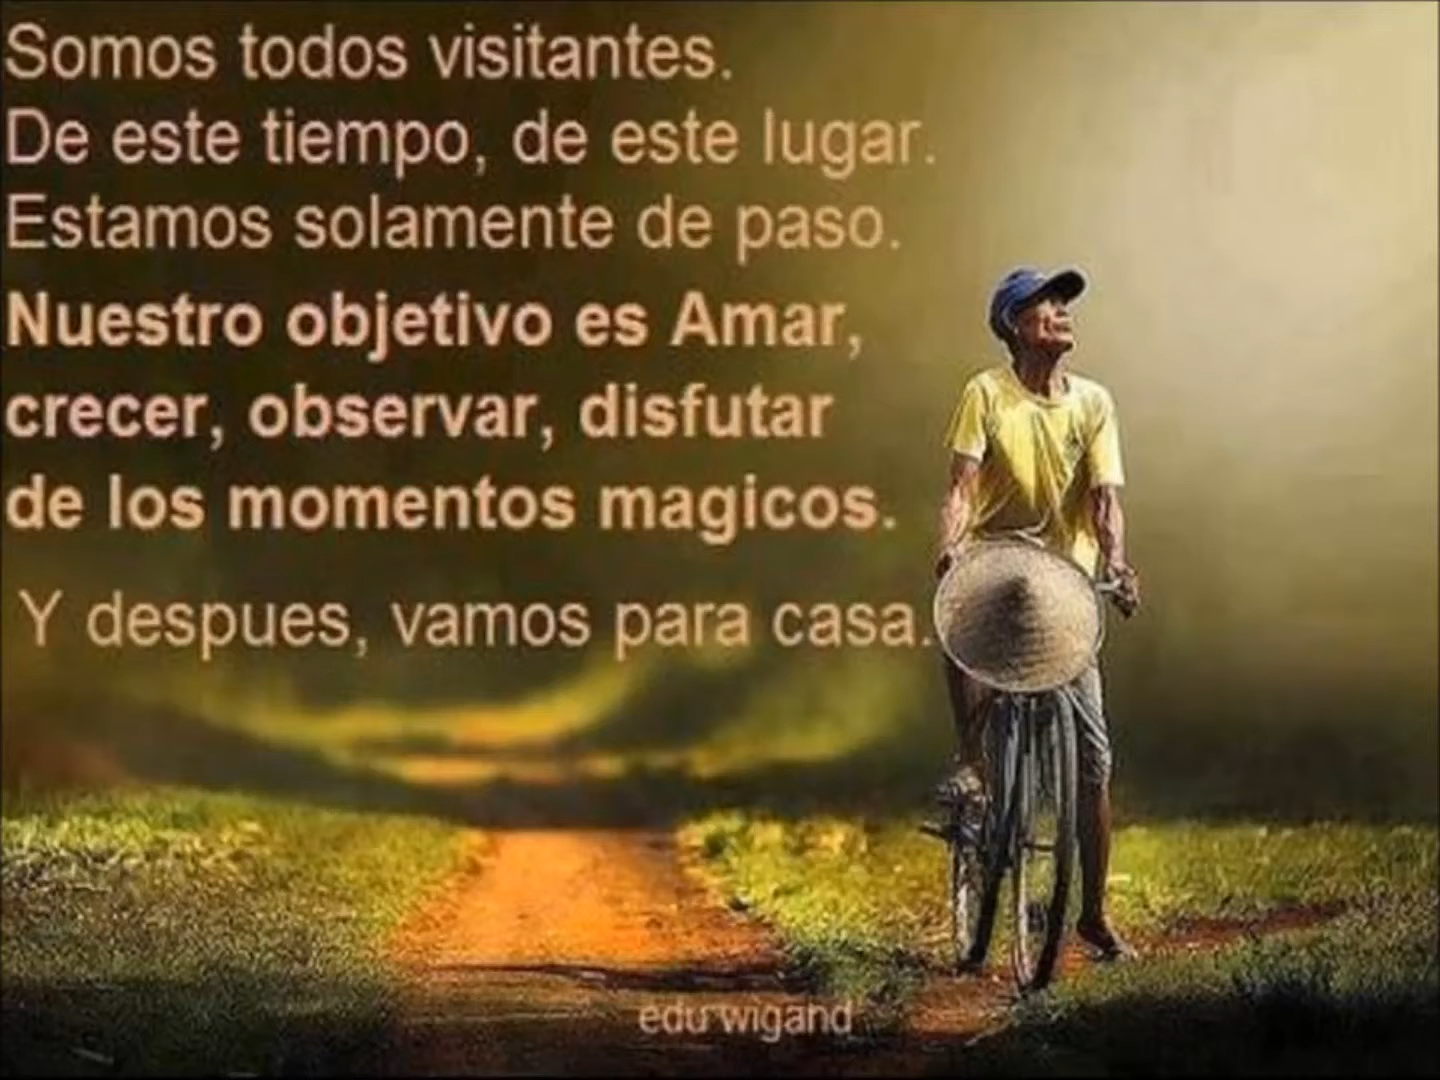 Somos todos visitantes.
De este tiempo, de este lugar.
Estamos solamente de paso.
Nuestro objetivo es Amar,
crecer, observar, disfutar
de los momentos magicos.
Y despues, vamos para casa.
edu wigand